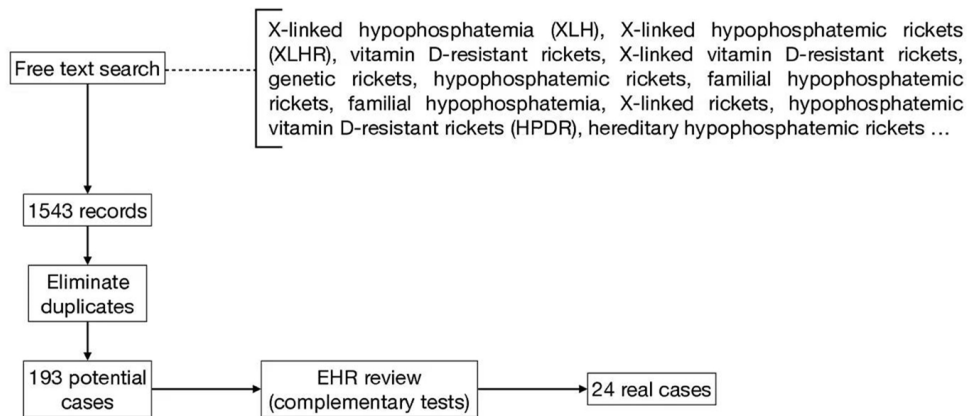 X-linked hypophosphatemia (XLH), X-linked hypophosphatemic rickets
(XLHR), vitamin D-resistant rickets, X-linked vitamin D-resistant rickets,
genetic rickets, hypophosphatemic rickets, familial hypophosphatemic
rickets, familial hypophosphatemia, X-linked rickets, hypophosphatemic
vitamin D-resistant rickets (HPDR), hereditary hypophosphatemic rickets ...
Free text search
1543 records
Eliminate
duplicates
193 potential
cases
EHR review
(complementary tests)
24 real cases